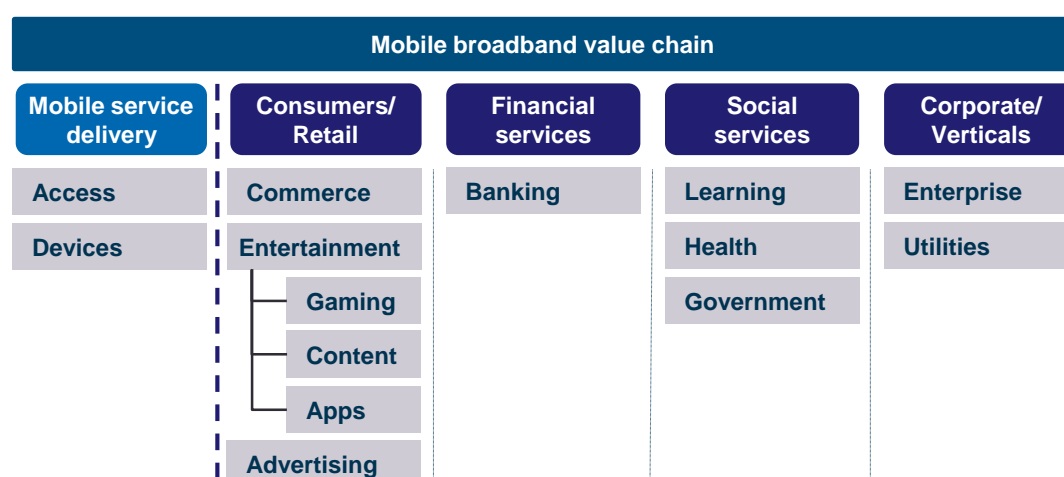 Mobile broadband value chain
Mobile service
delivery
Consumers/
Retail
Financial
services
Social
services
Corporate/
Verticals
Access
Devices
Commerce
Entertainment
Gaming
Content
Apps
Advertising
Banking
Learning
Health
Government
Enterprise
Utilities